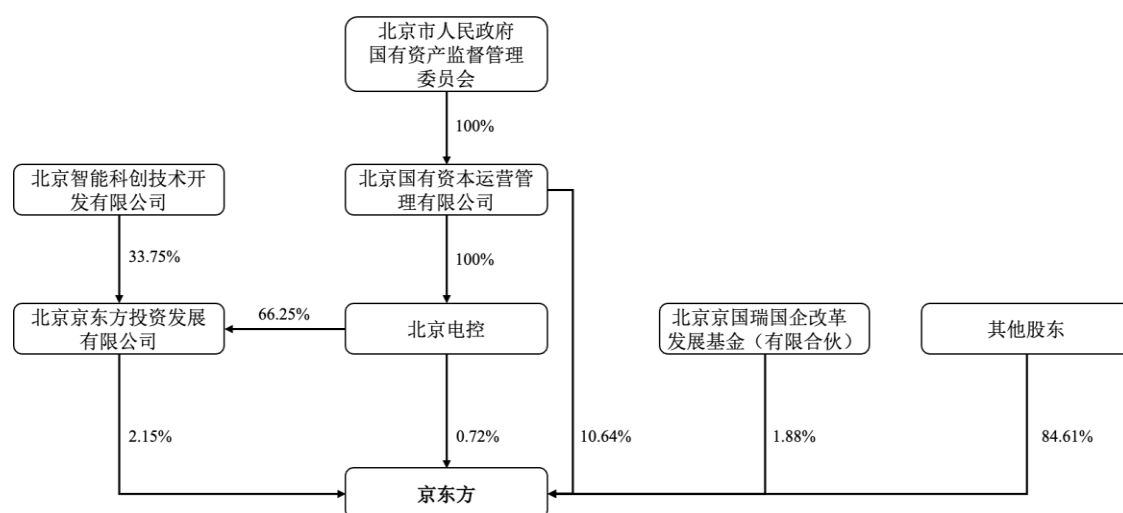 北京市人民政府
国有资产监督管理
委员会
100%
北京智能科创技术开
发有限公司
北京国有资本运营管
理有限公司
33.75%
100%
北京京东方投资发展
有限公司
66.25%
北京电控
北京京国瑞国企改革
发展基金（有限合伙）
其他股东
2.15%
0.72%
10.64%
1.88%
84.61%
京东方